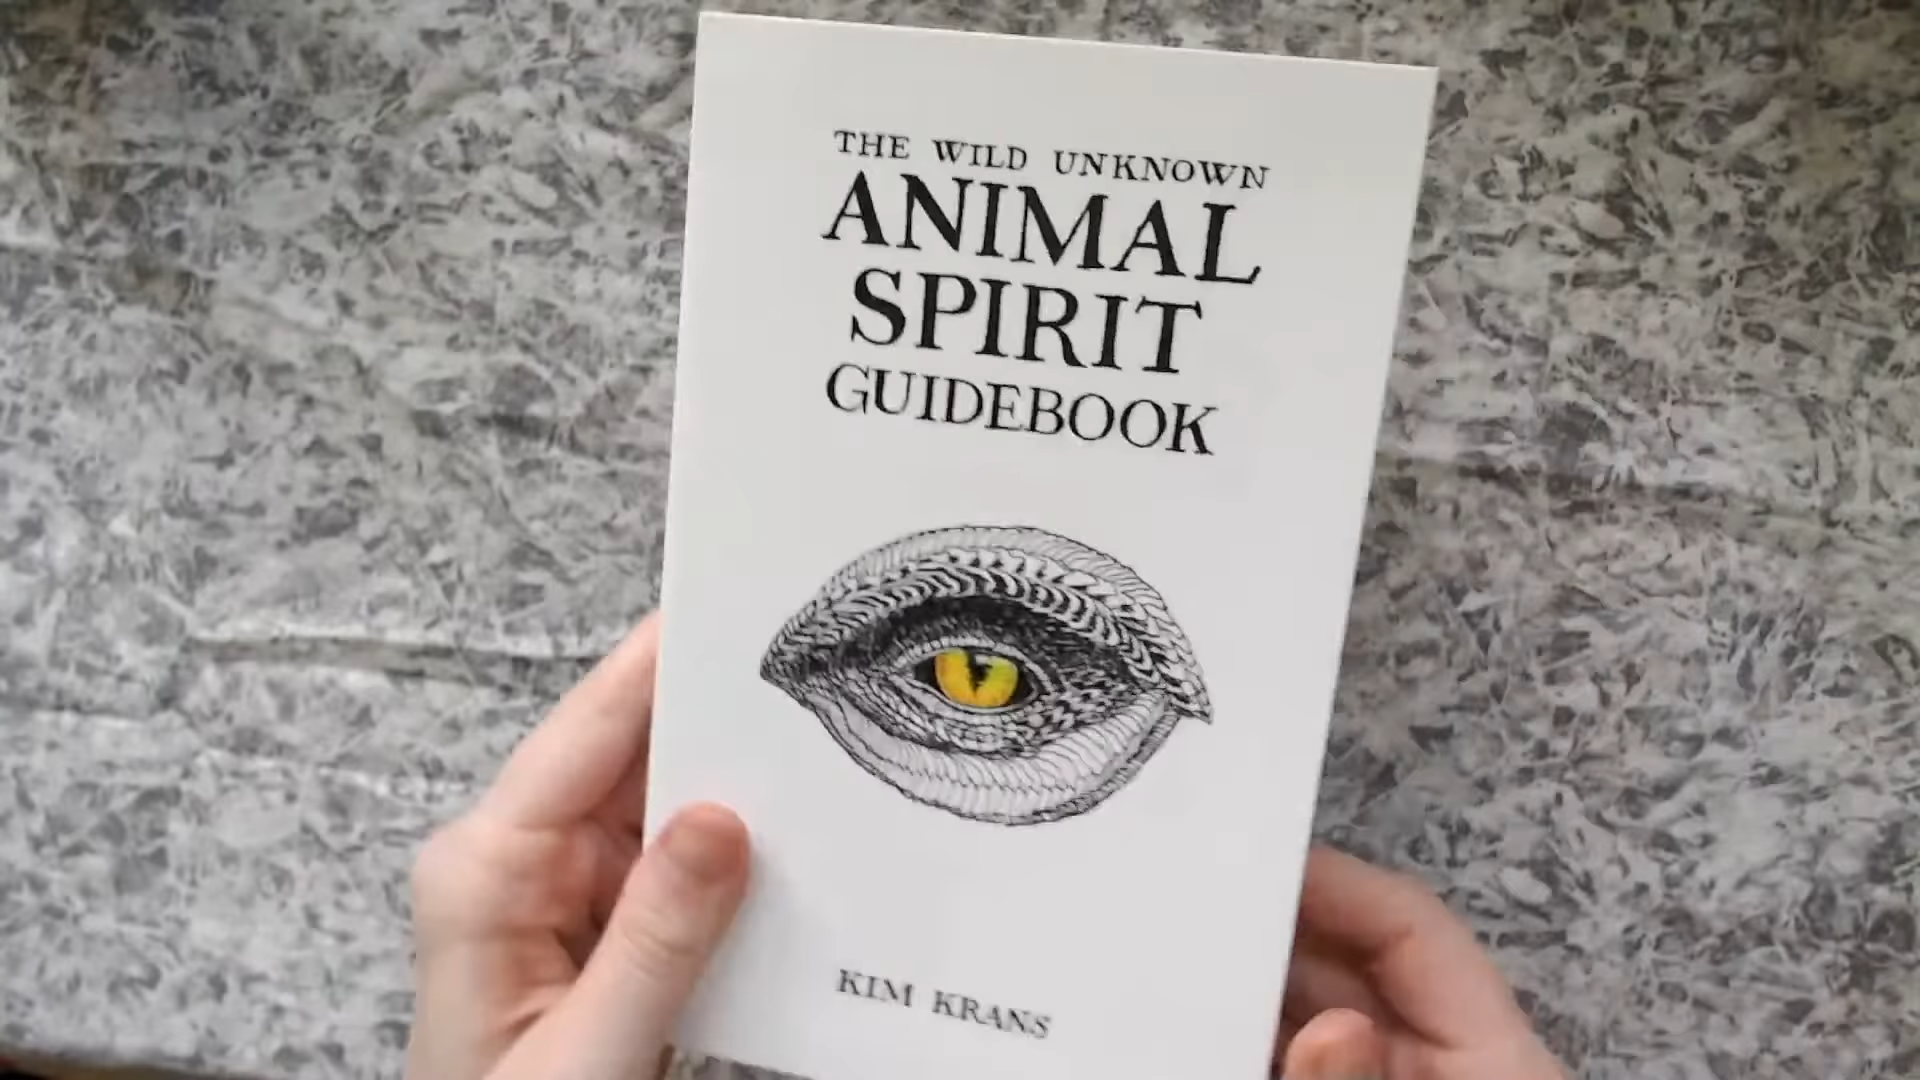 THE WILD UNKNOWN
ANIMAL
SPIRIT
GUIDEBOOK
KIM KRANS